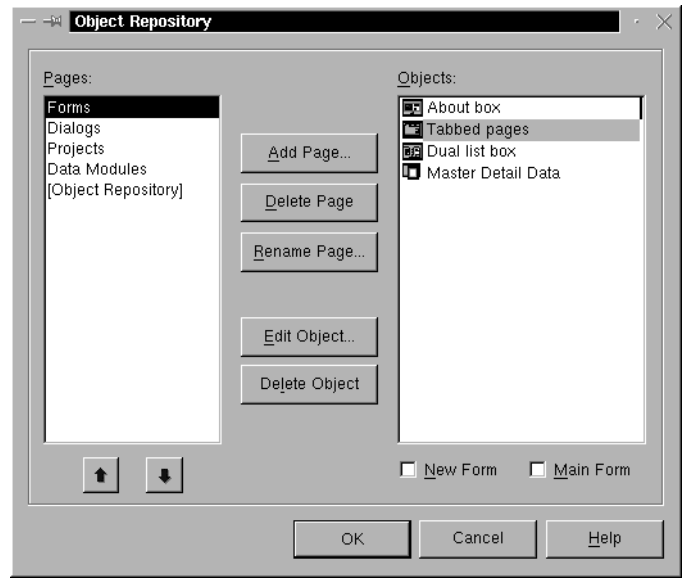 Object Repository
Pages:
Forms
Dialogs
Projects
Data Modules
[Object Repository]
Add Page...
Delete Page
Rename Page...
Edit Object...
Delete Object
Objects:
About box
Tabbed pages
Dual list box
Master Detail Data
New Form
Main Form
OK
Cancel
Help